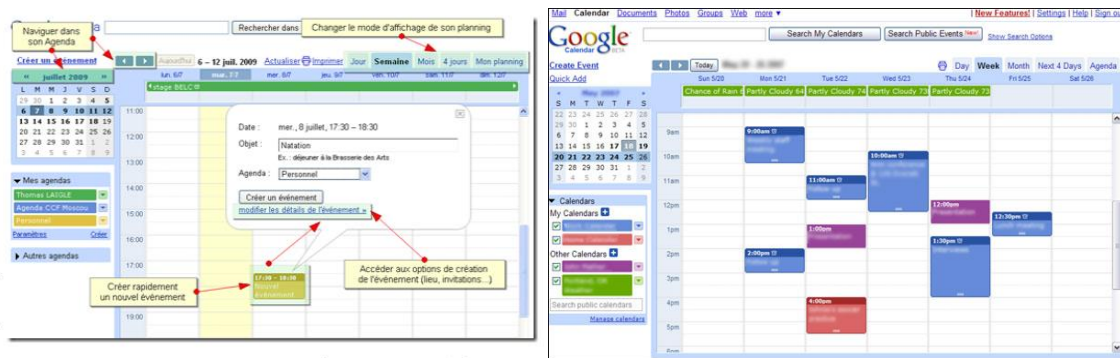 Naviguer dans
son Agenda
Rechercher dans
Changer le mode d'affichage de son planning
Créer un événement
Aujourd'hui
6 – 12 juil. 2009
Actualiser
Imprimer
Jour
Semaine
Mois
4 jours
Mon planning
« juillet 2009 »
L M M J V S D
29 30 1 2 3 4 5
6 7 8 9 10 11 12
13 14 15 16 17 18 19
20 21 22 23 24 25 26
27 28 29 30 31 1 2
3 4 5 6 7 8 9
lun. 6/7
mar. 7/7
mer. 8/7
jeu. 9/7
ven. 10/7
sam. 11/7
dim. 12/7
stage BELC
11:00
12:00
13:00
14:00
15:00
16:00
17:00
19:00
Date : mer., 8 juillet, 17:30 – 18:30
Objet : Natation
Ex. : déjeuner à la Brasserie des Arts
Agenda : Personnel
Créer un événement
modifier les détails de l'événement »
Mes agendas
Thomas LAIGLE
Agenda CCF Moscou
Personnel
Paramètres
Créer
Autres agendas
17:30 – 18:30
Nouvel
événement
Créer rapidement
un nouvel événement
Accéder aux options de création
de l'événement (lieu, invitations...)
Mail Calendar Documents Photos Groups Web more ▼
New Features! | Settings | Help | Sign ou
Google
Calendar BETA
Search My Calendars
Search Public Events New!
Show Search Options
Create Event
Quick Add
Today
Day
Week
Month
Next 4 Days
Agenda
« May 2007 »
S M T W T F S
22 23 24 25 26 27 28
29 30 1 2 3 4 5
6 7 8 9 10 11 12
13 14 15 16 17 18 19
20 21 22 23 24 25 26
27 28 29 30 31 1 2
3 4 5 6 7 8 9
Sun 5/20
Mon 5/21
Tue 5/22
Wed 5/23
Thu 5/24
Fri 5/25
Sat 5/26
Chance of Rain
Partly Cloudy 64
Partly Cloudy 74
Partly Cloudy 73
Partly Cloudy 73
9am
10am
11am
12pm
1pm
2pm
3pm
4pm
5pm
6pm
9:00am
10:00am
11:00am
12:00pm
12:30pm
1:00pm
1:30pm
2:00pm
4:00pm
Calendars
My Calendars
Other Calendars
Search public calendars
Manage calendars